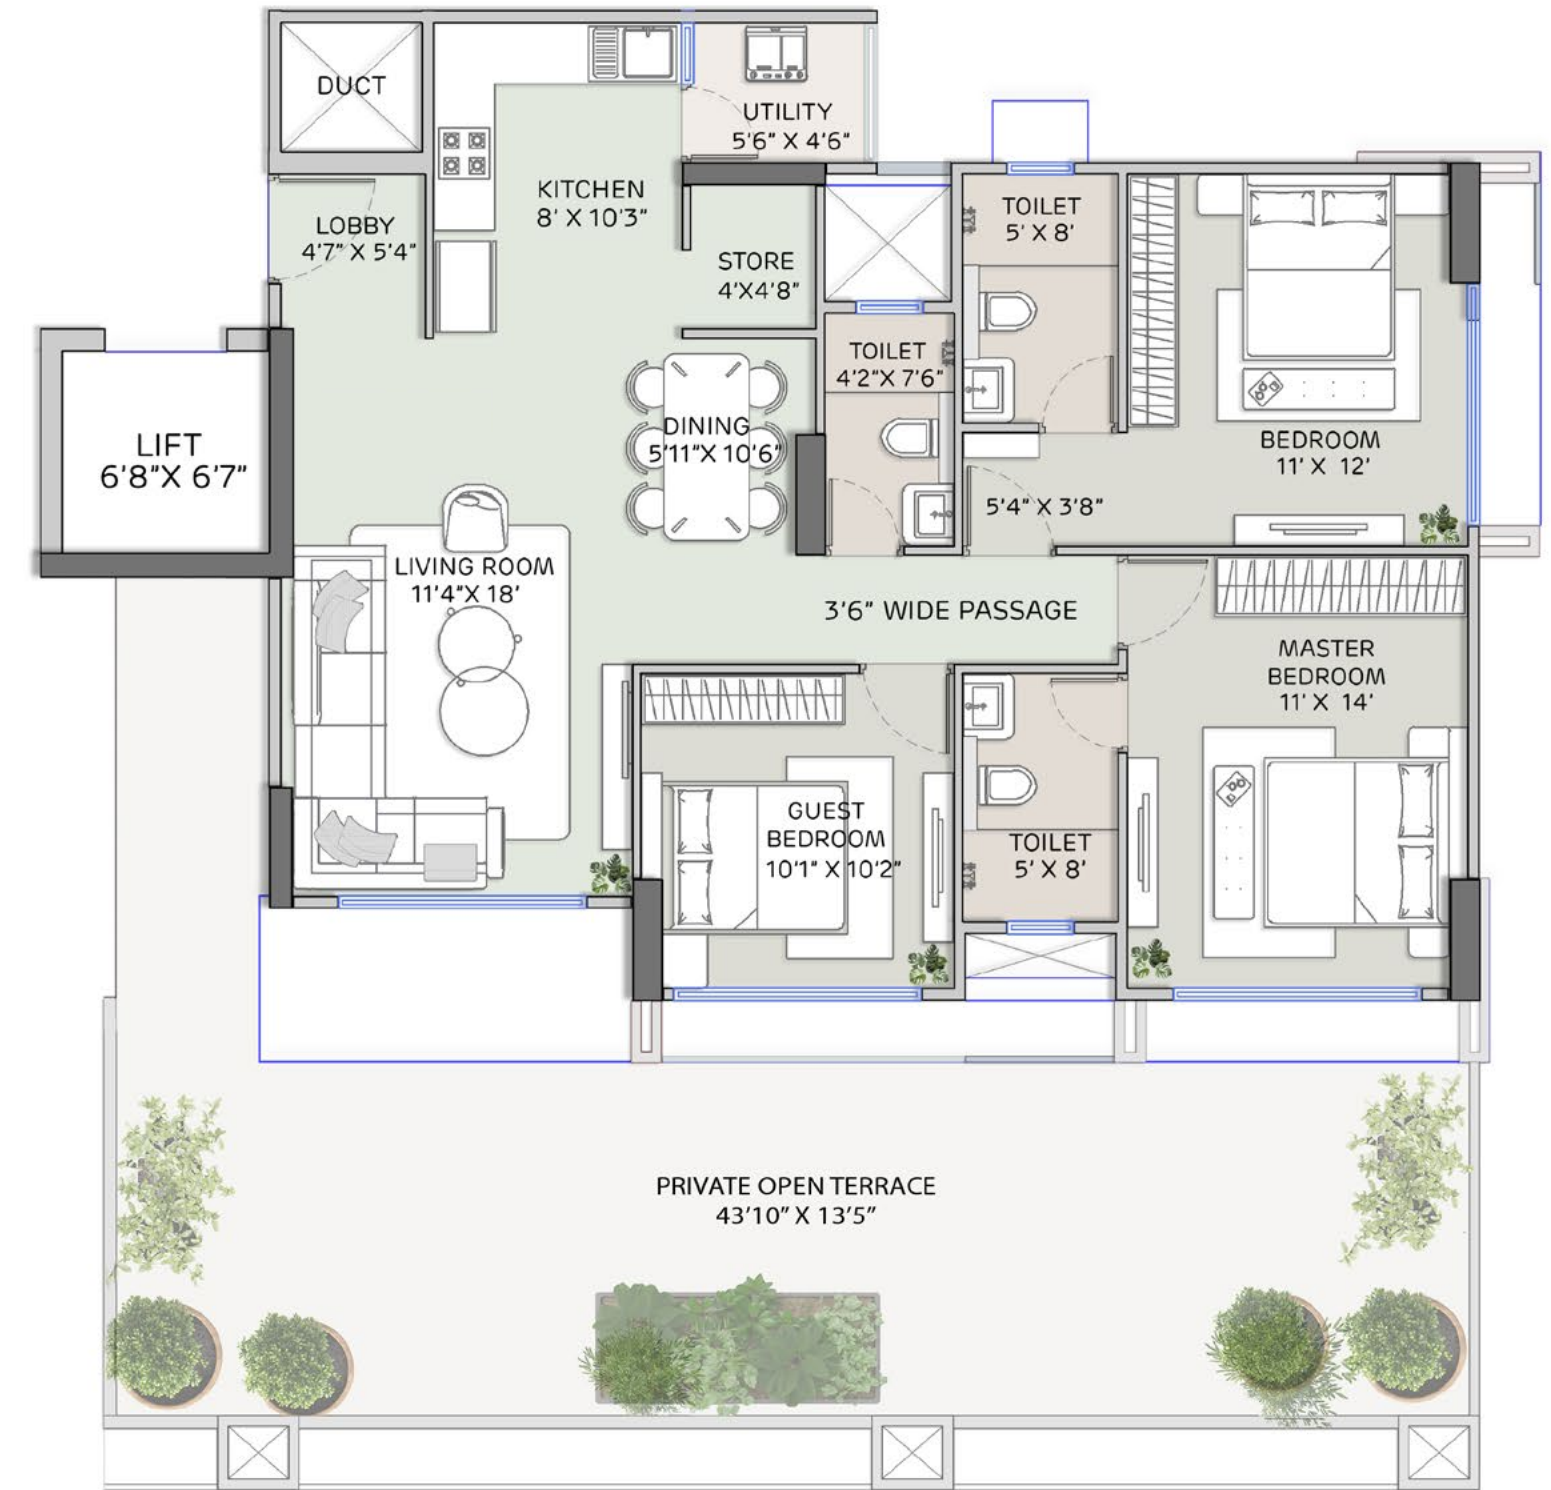 DUCT
UTILITY
5'6" X 4'6"
KITCHEN
8' X 10'3"
LOBBY
4'7" X 5'4"
STORE
4'X4'8"
TOILET
5' X 8'
TOILET
4'2"X 7'6"
LIFT
6'8"X 6'7"
DINING
5'11"X 10'6"
BEDROOM
11' X 12'
5'4" X 3'8"
LIVING ROOM
11'4"X 18'
3'6" WIDE PASSAGE
MASTER
BEDROOM
11' X 14'
GUEST
BEDROOM
10'1" X 10'2"
TOILET
5' X 8'
PRIVATE OPEN TERRACE
43'10" X 13'5"